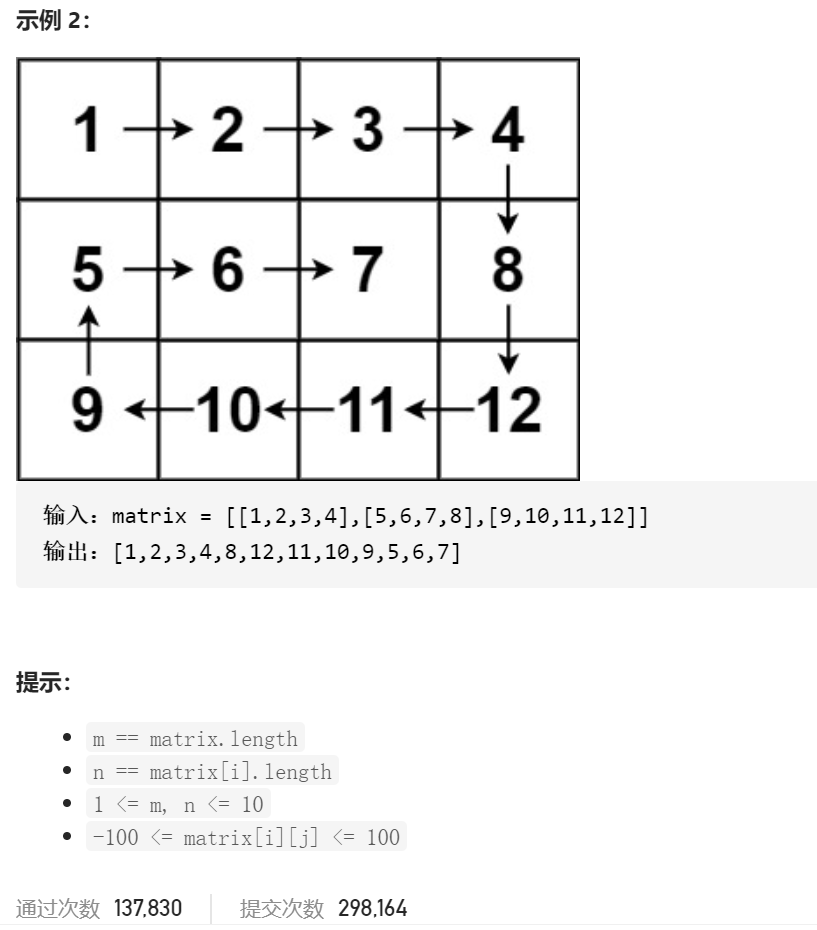 示例 2：
1 2 3 4
5 6 7 8
9 10 11 12
输入：matrix = [[1,2,3,4],[5,6,7,8],[9,10,11,12]]
输出：[1,2,3,4,8,12,11,10,9,5,6,7]
提示：
m == matrix.length
n == matrix[i].length
1 <= m, n <= 10
-100 <= matrix[i][j] <= 100
通过次数 137,830 提交次数 298,164